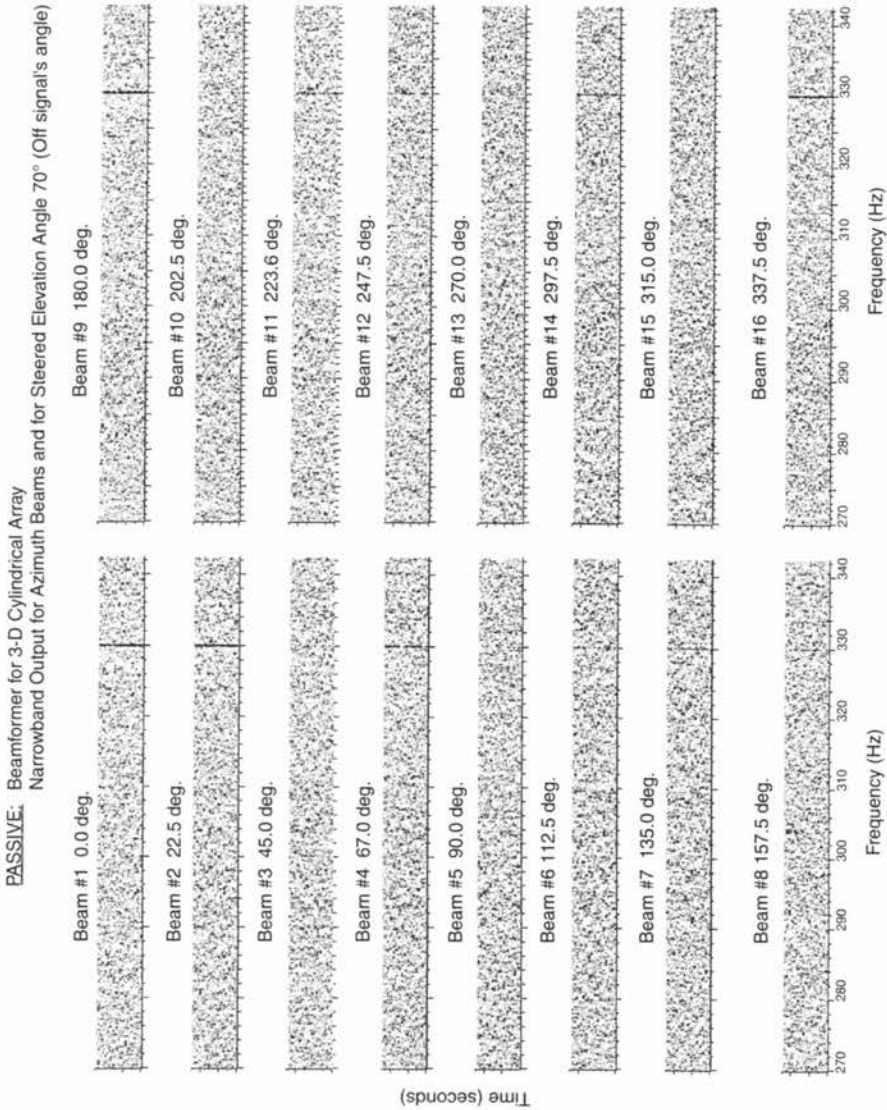 PASSIVE: Beamformer for 3-D Cylindrical Array
Narrowband Output for Azimuth Beams and for Steered Elevation Angle 70° (Off signal's angle)
Beam #1 0.0 deg.
Beam #2 22.5 deg.
Beam #3 45.0 deg.
Beam #4 67.0 deg.
Beam #5 90.0 deg.
Beam #6 112.5 deg.
Beam #7 135.0 deg.
Beam #8 157.5 deg.
270 280 290 300 310 320 330 340
Frequency (Hz)
Beam #9 180.0 deg.
Beam #10 202.5 deg.
Beam #11 223.6 deg.
Beam #12 247.5 deg.
Beam #13 270.0 deg.
Beam #14 297.5 deg.
Beam #15 315.0 deg.
Beam #16 337.5 deg.
270 280 290 300 310 320 330 340
Frequency (Hz)
Time (seconds)